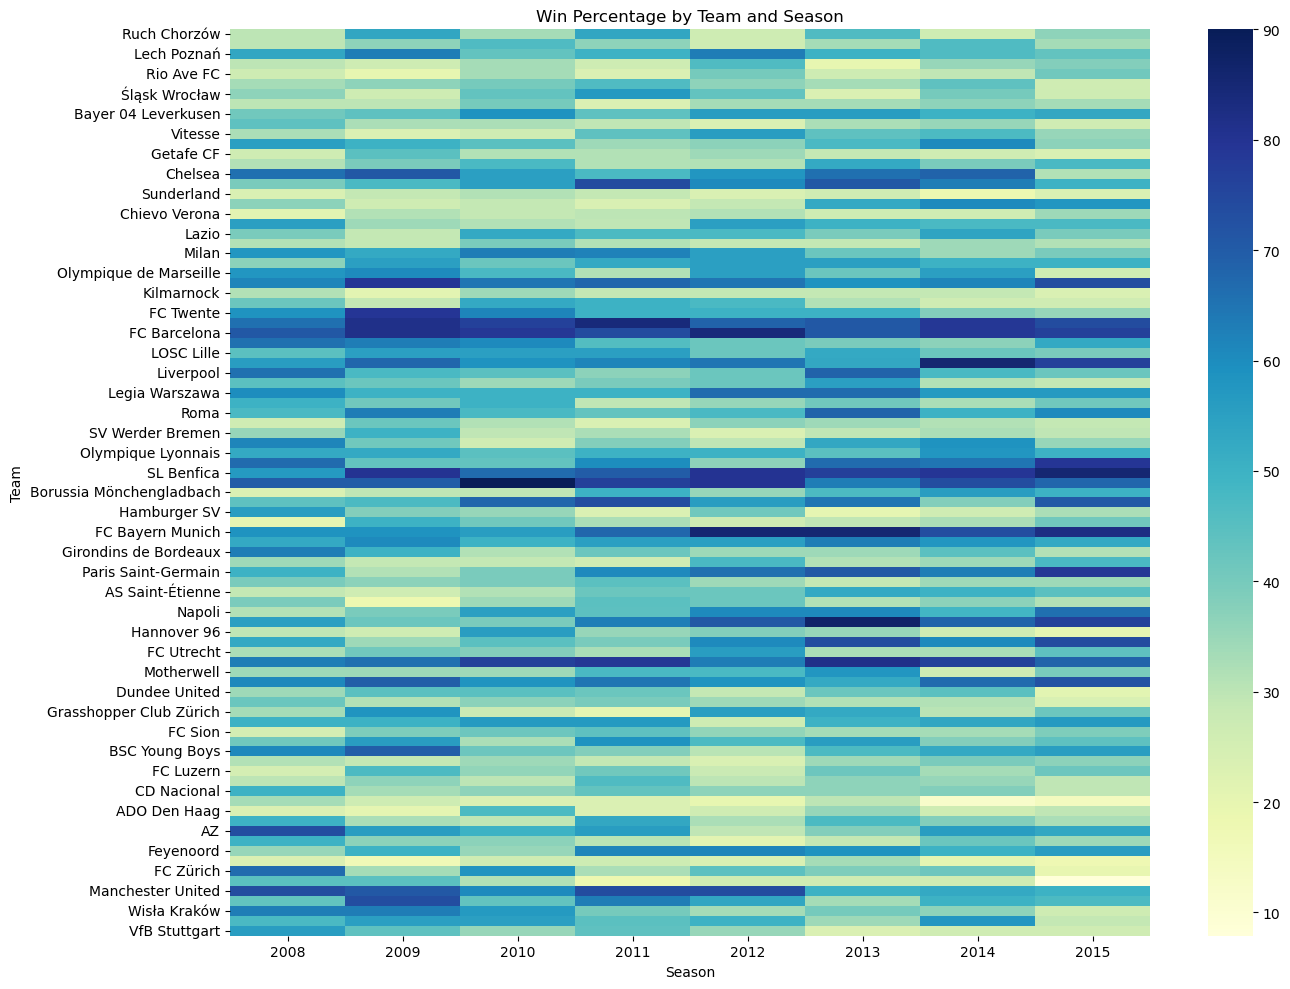 Win Percentage by Team and Season
Ruch Chorzów
Lech Poznań
Rio Ave FC
Śląsk Wrocław
Bayer 04 Leverkusen
Vitesse
Getafe CF
Chelsea
Sunderland
Chievo Verona
Lazio
Milan
Olympique de Marseille
Kilmarnock
FC Twente
FC Barcelona
LOSC Lille
Liverpool
Legia Warszawa
Roma
SV Werder Bremen
Olympique Lyonnais
SL Benfica
Borussia Mönchengladbach
Hamburger SV
FC Bayern Munich
Girondins de Bordeaux
Paris Saint-Germain
AS Saint-Étienne
Napoli
Hannover 96
FC Utrecht
Motherwell
Dundee United
Grasshopper Club Zürich
FC Sion
BSC Young Boys
FC Luzern
CD Nacional
ADO Den Haag
AZ
Feyenoord
FC Zürich
Manchester United
Wisła Kraków
VfB Stuttgart
Team
2008 2009 2010 2011 2012 2013 2014 2015
Season
90
80
70
60
50
40
30
20
10